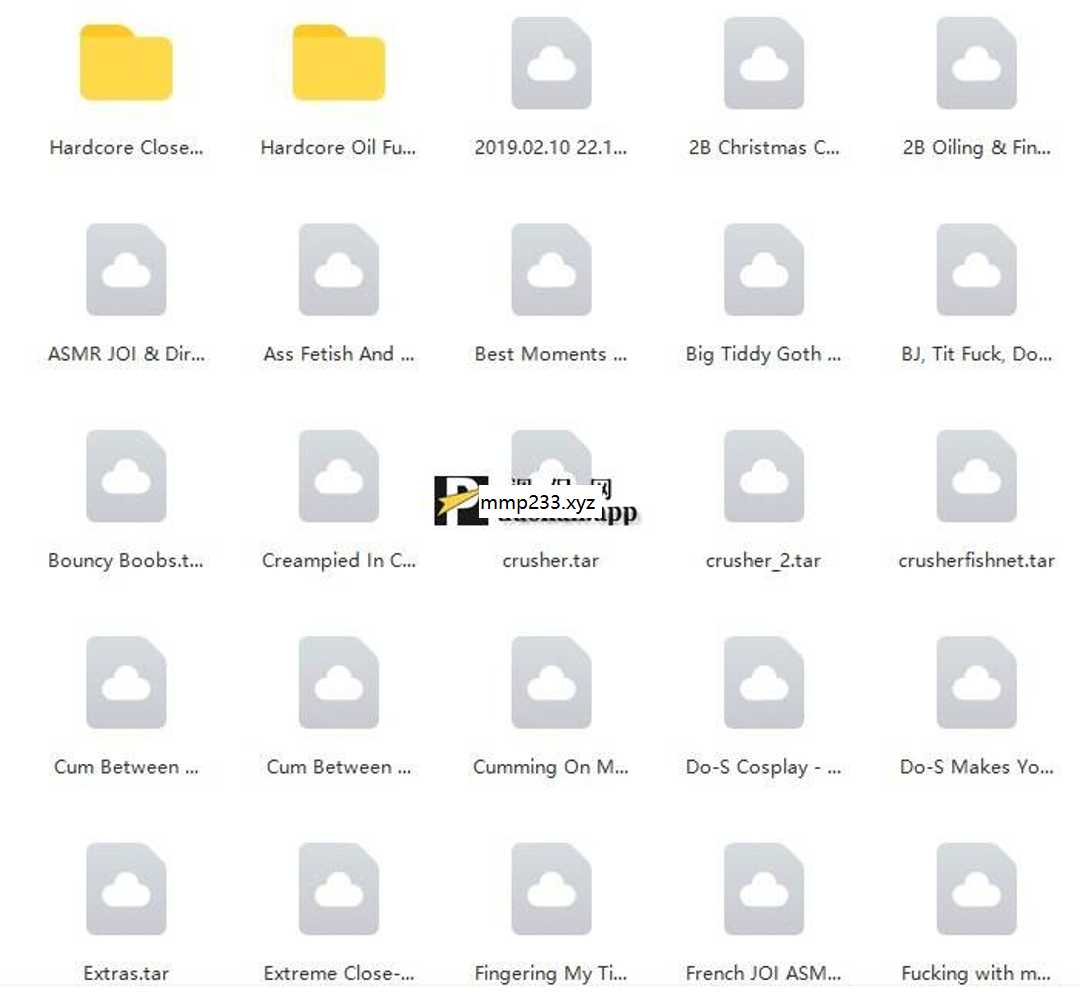 Hardcore Close...
Hardcore Oil Fu...
2019.02.10 22.1...
2B Christmas C...
2B Oiling & Fin...
ASMR JOI & Dir...
Ass Fetish And ...
Best Moments ...
Big Tiddy Goth ...
BJ, Tit Fuck, Do...
mmp233.xyz
Bouncy Boobs.t...
Creampied In C...
crusher.tar
crusher_2.tar
crusherfishnet.tar
Cum Between ...
Cum Between ...
Cumming On M...
Do-S Cosplay - ...
Do-S Makes Yo...
Extras.tar
Extreme Close-...
Fingering My Ti...
French JOI ASM...
Fucking with m...